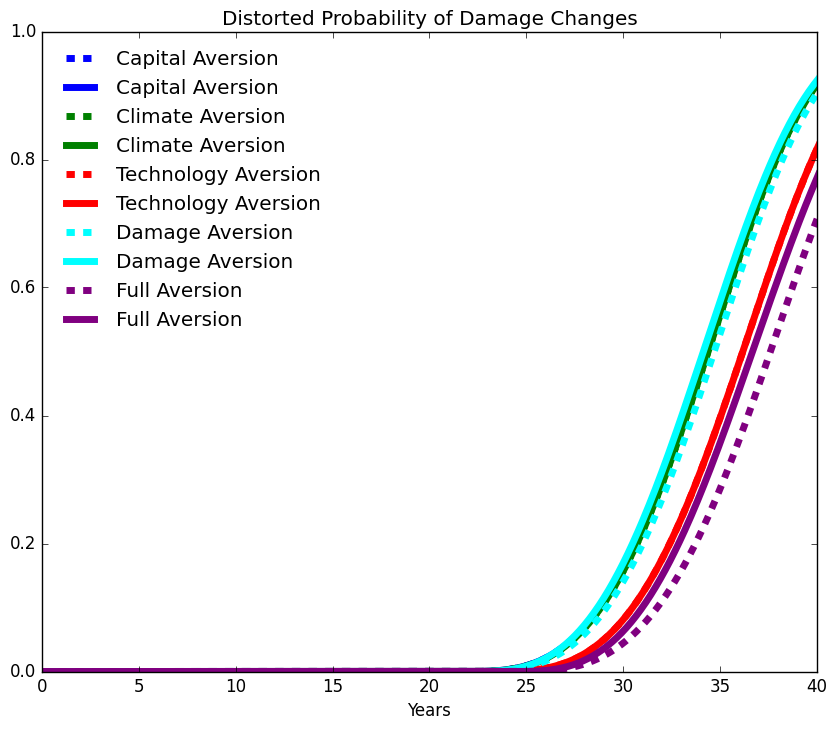 Distorted Probability of Damage Changes
1.0
0.8
0.6
0.4
0.2
0.0
Capital Aversion
Capital Aversion
Climate Aversion
Climate Aversion
Technology Aversion
Technology Aversion
Damage Aversion
Damage Aversion
Full Aversion
Full Aversion
0 5 10 15 20 25 30 35 40
Years